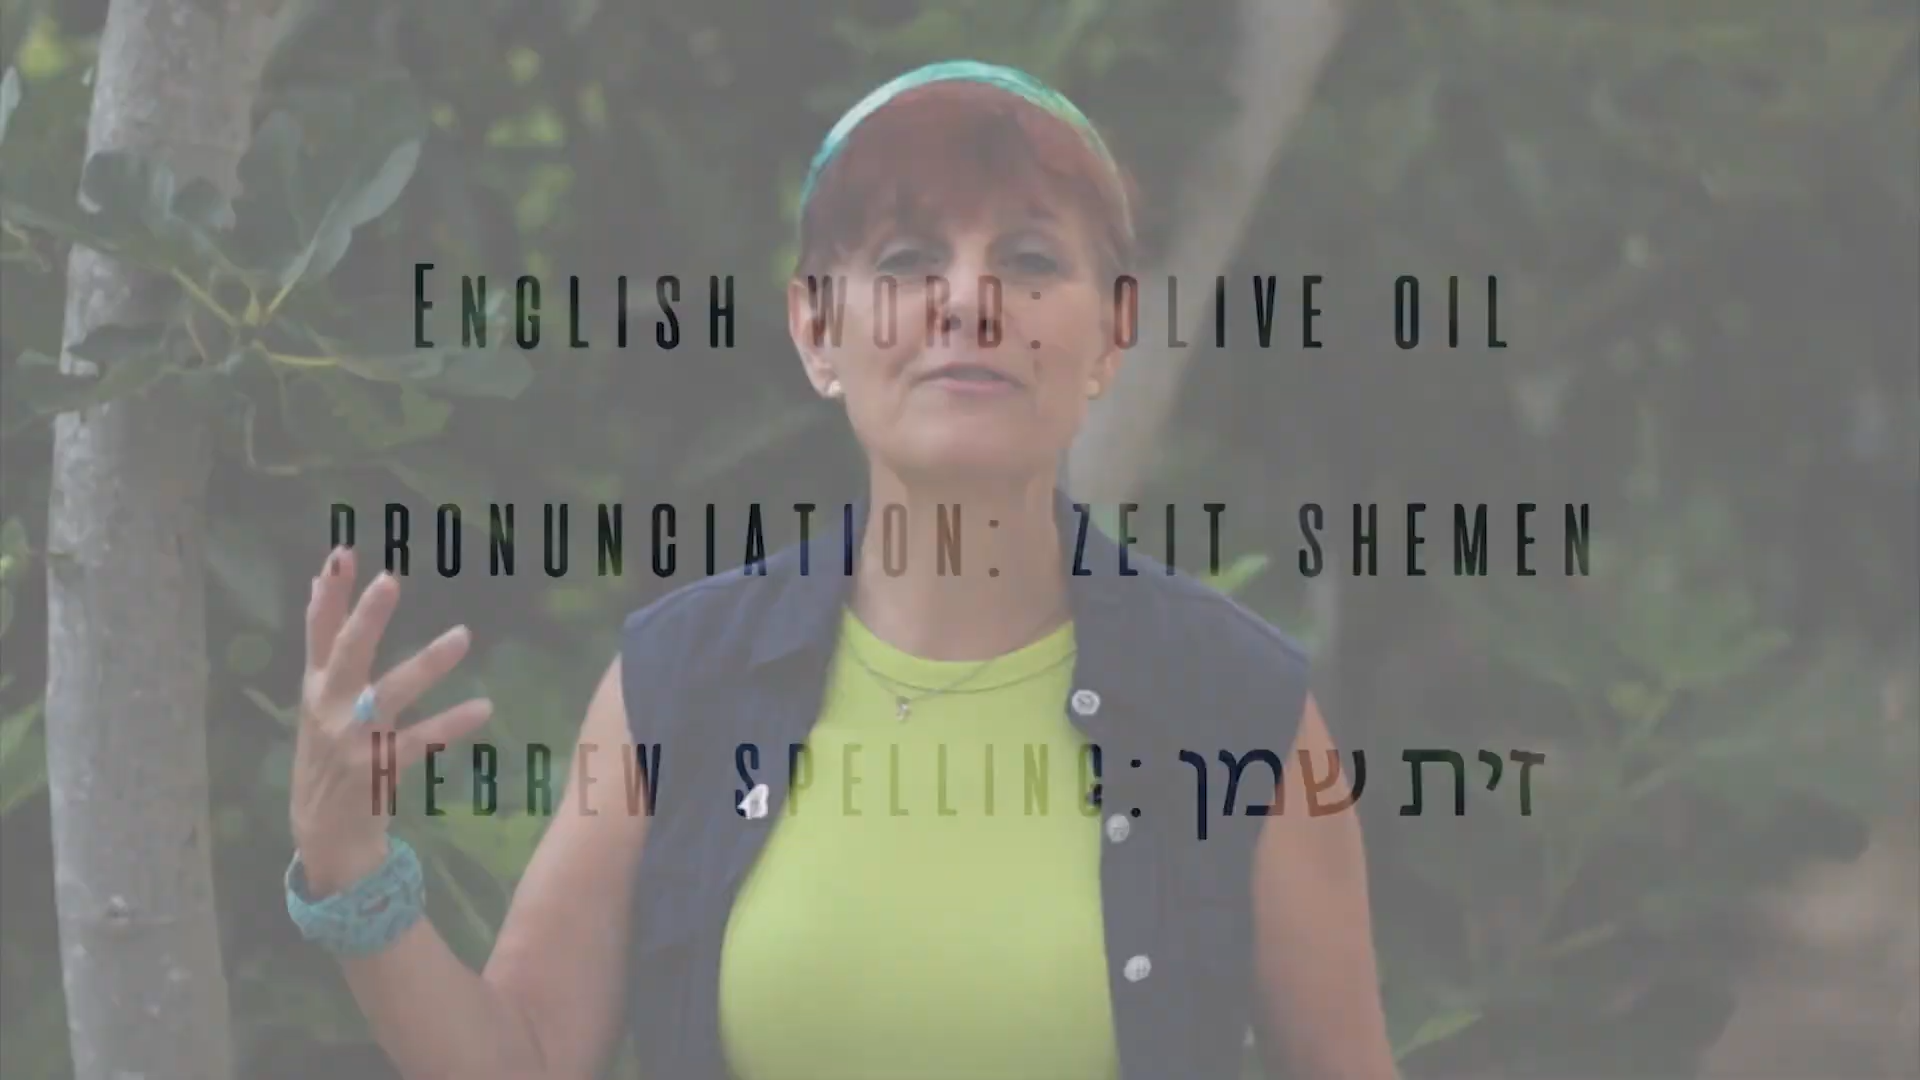 English word: olive oil
pronunciation: zeit shemen
Hebrew spelling: זית שמן